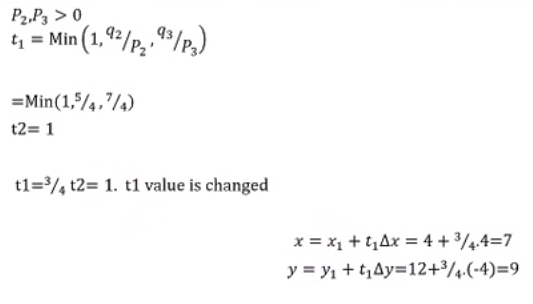 P₂,P₃ > 0
t₁ = Min(1,q2/P₂,q3/P₃)
=Min(1,5/4,7/4)
t2= 1
t1=3/4 t2= 1. t1 value is changed
x = x₁ + t₁Δx = 4 + 3/4.4=7
y = y₁ + t₁Δy=12+3/4.(-4)=9